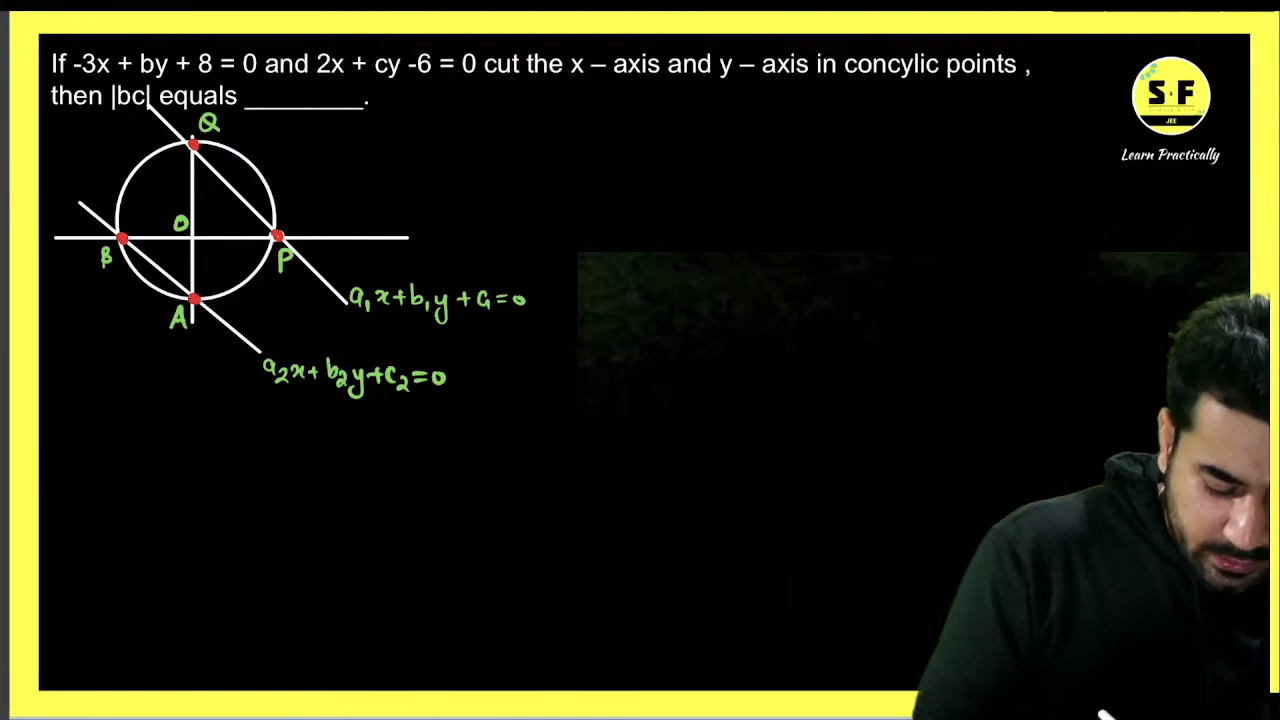 If -3x + by + 8 = 0 and 2x + cy -6 = 0 cut the x – axis and y – axis in concylic points ,
then |bc| equals _________.
S F
JEE
Learn Practically
Q
O
B
P
A
a₁x+b₁y+c₁=0
a₂x+b₂y+c₂=0